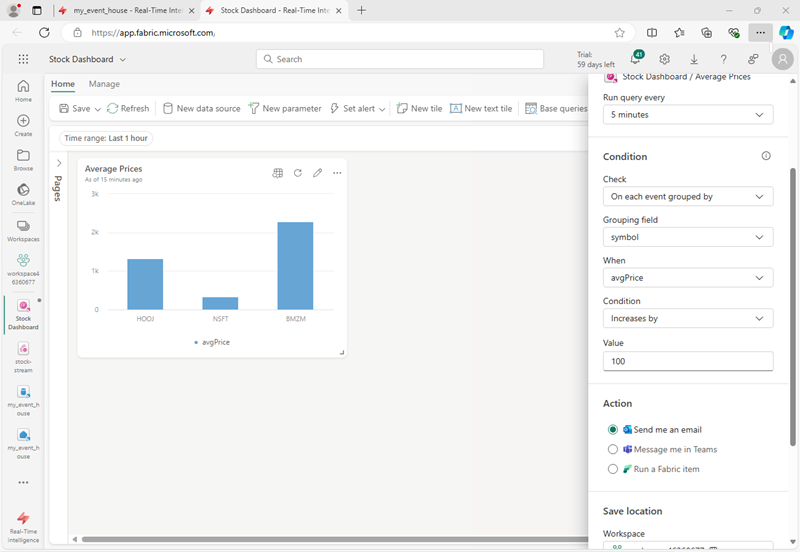 my_event_house - Real-Time Intelli
Stock Dashboard - Real-Time Intell
https://app.fabric.microsoft.com/
Stock Dashboard
Search
Trial:
59 days left
41
Home
Create
Browse
OneLake
Workspaces
workspace4
6360677
Stock
Dashboard
stock-
stream
my_event_h
ouse
my_event_h
ouse
Real-Time
Intelligence
Home
Manage
Save
Refresh
New data source
New parameter
Set alert
New tile
New text tile
Base queries
Time range: Last 1 hour
Pages
Average Prices
As of 15 minutes ago
3k
2k
1k
0
HOOJ
NSFT
BMZM
avgPrice
Stock Dashboard / Average Prices
Run query every
5 minutes
Condition
Check
On each event grouped by
Grouping field
symbol
When
avgPrice
Condition
Increases by
Value
100
Action
Send me an email
Message me in Teams
Run a Fabric item
Save location
Workspace